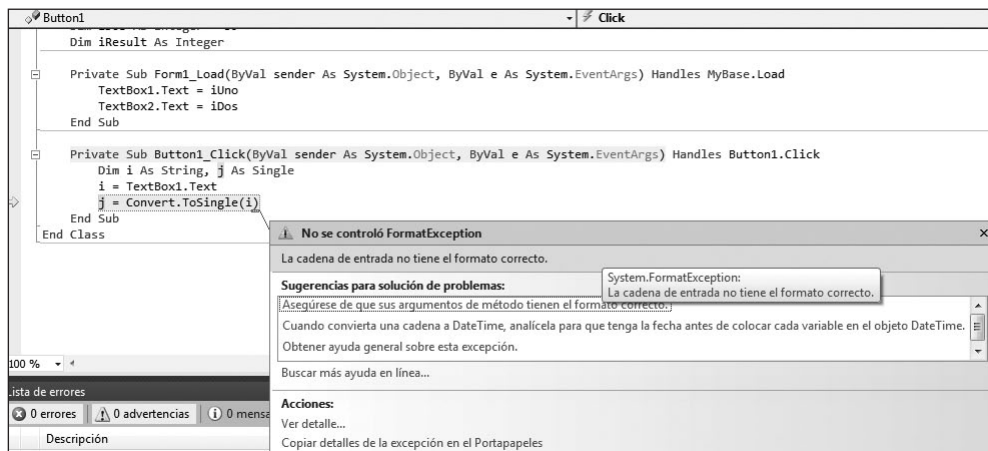 Button1
Click
Dim iResult As Integer
Private Sub Form1_Load(ByVal sender As System.Object, ByVal e As System.EventArgs) Handles MyBase.Load
TextBox1.Text = iUno
TextBox2.Text = iDos
End Sub
Private Sub Button1_Click(ByVal sender As System.Object, ByVal e As System.EventArgs) Handles Button1.Click
Dim i As String, j As Single
i = TextBox1.Text
j = Convert.ToSingle(i)
End Sub
End Class
No se controló FormatException
La cadena de entrada no tiene el formato correcto.
Sugerencias para solución de problemas:
System.FormatException:
La cadena de entrada no tiene el formato correcto.
Asegúrese de que sus argumentos de método tienen el formato correcto.
Cuando convierta una cadena a DateTime, analícela para que tenga la fecha antes de colocar cada variable en el objeto DateTime.
Obtener ayuda general sobre esta excepción.
Buscar más ayuda en línea...
Acciones:
Ver detalle...
Copiar detalles de la excepción en el Portapapeles
100 %
Lista de errores
0 errores
0 advertencias
0 mensa
Descripción